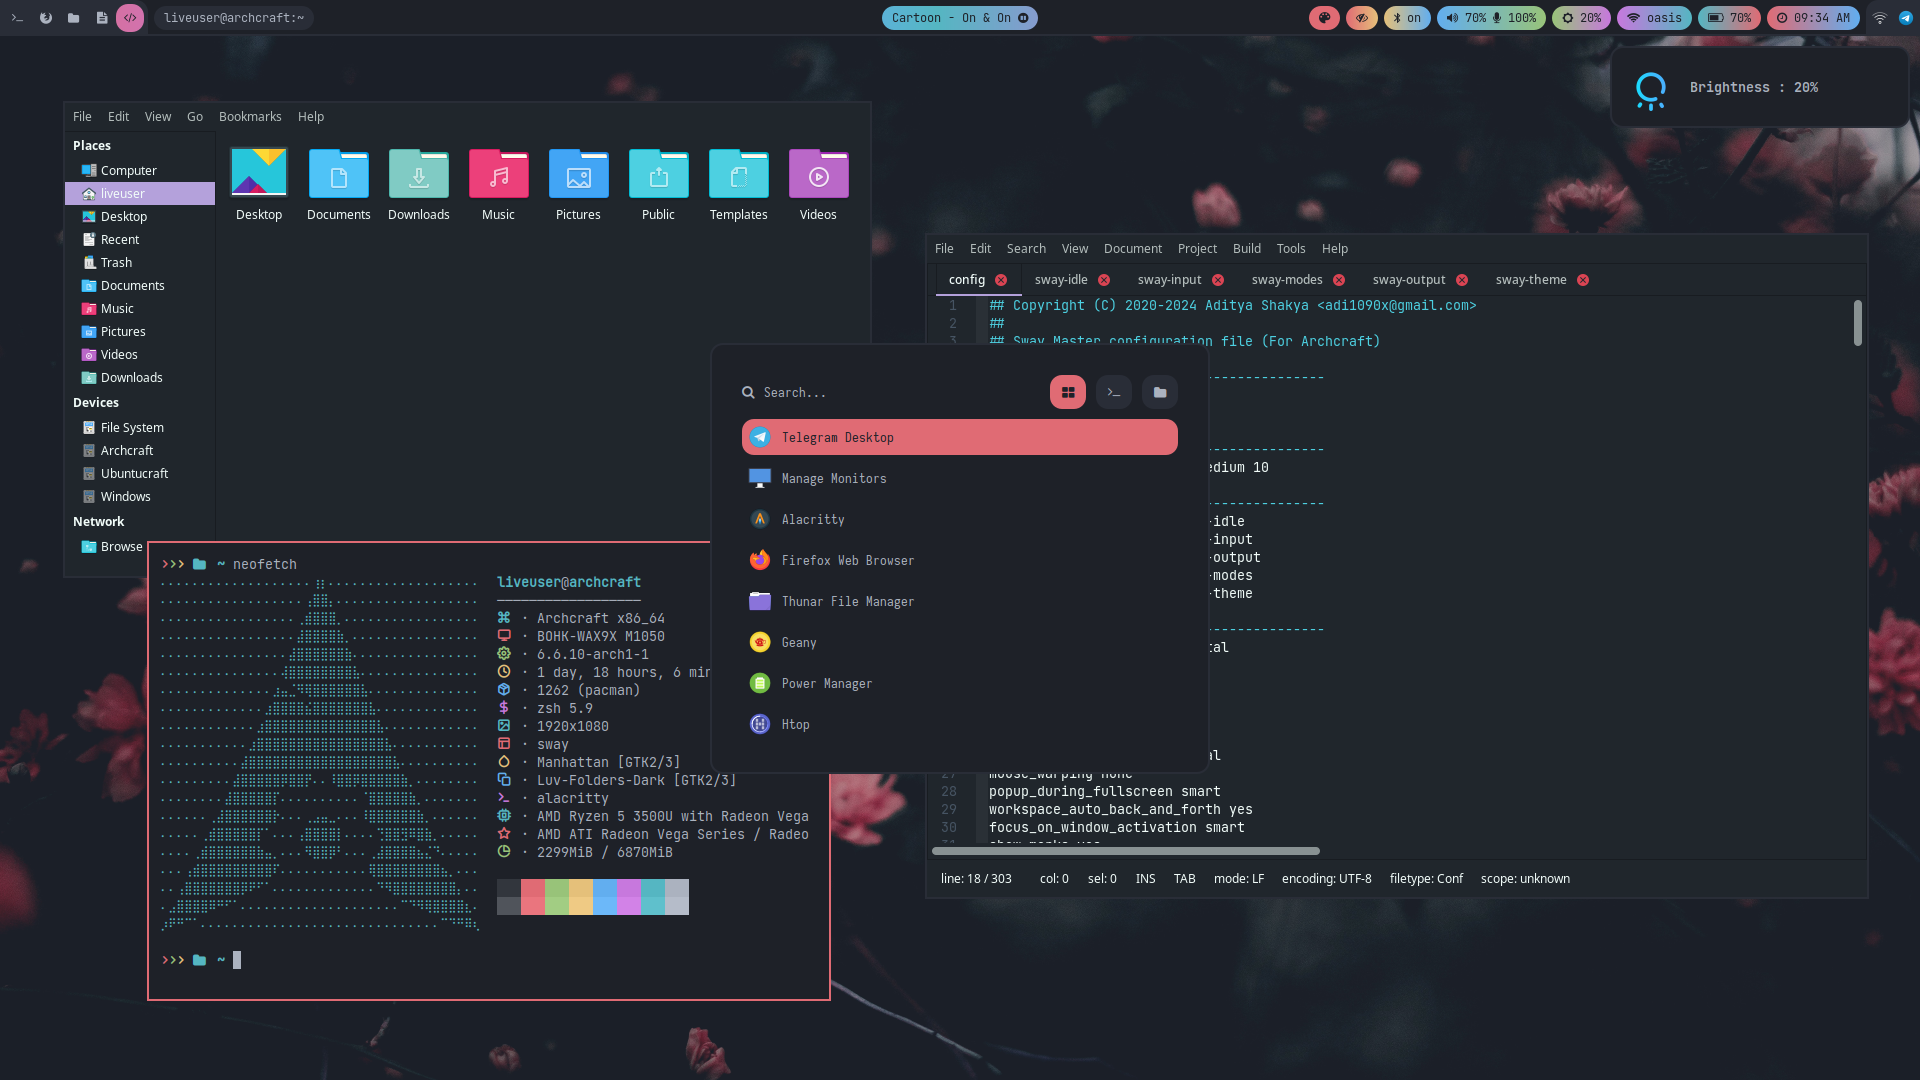 liveuser@archcraft:~
Cartoon - On & On
on
70% 100%
20%
oasis
70%
09:34 AM
Brightness : 20%
File Edit View Go Bookmarks Help
Places
Computer
liveuser
Desktop
Recent
Trash
Documents
Music
Pictures
Videos
Downloads
Devices
File System
Archcraft
Ubuntucraft
Windows
Network
Browse
Desktop Documents Downloads Music Pictures Public Templates Videos
File Edit Search View Document Project Build Tools Help
config sway-idle sway-input sway-modes sway-output sway-theme
1 ## Copyright (C) 2020-2024 Aditya Shakya <adi1090x@gmail.com>
2 ##
3 ## Sway Master configuration file (For Archcraft)
---------------
---------------
edium 10
---------------
-idle
-input
-output
-modes
-theme
---------------
tal
al
27 mouse_warping none
28 popup_during_fullscreen smart
29 workspace_auto_back_and_forth yes
30 focus_on_window_activation smart
31 show_marks yes
line: 18 / 303 col: 0 sel: 0 INS TAB mode: LF encoding: UTF-8 filetype: Conf scope: unknown
Search...
Telegram Desktop
Manage Monitors
Alacritty
Firefox Web Browser
Thunar File Manager
Geany
Power Manager
Htop
>>> ~ neofetch
liveuser@archcraft
------------------
· Archcraft x86_64
· BOHK-WAX9X M1050
· 6.6.10-arch1-1
· 1 day, 18 hours, 6 min
· 1262 (pacman)
· zsh 5.9
· 1920x1080
· sway
· Manhattan [GTK2/3]
· Luv-Folders-Dark [GTK2/3]
· alacritty
· AMD Ryzen 5 3500U with Radeon Vega
· AMD ATI Radeon Vega Series / Radeo
· 2299MiB / 6870MiB
>>> ~